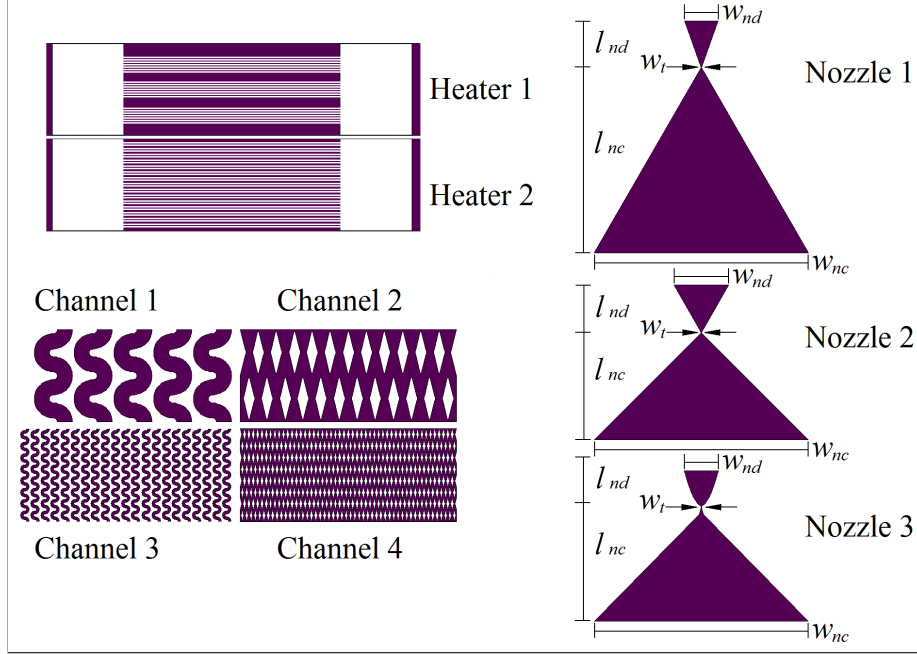 Heater 1
Heater 2
Channel 1
Channel 2
Channel 3
Channel 4
w_nd
l_nd
w_t
Nozzle 1
l_nc
w_nc
w_nd
l_nd
w_t
Nozzle 2
l_nc
w_nc
w_nd
l_nd
w_t
Nozzle 3
l_nc
w_nc